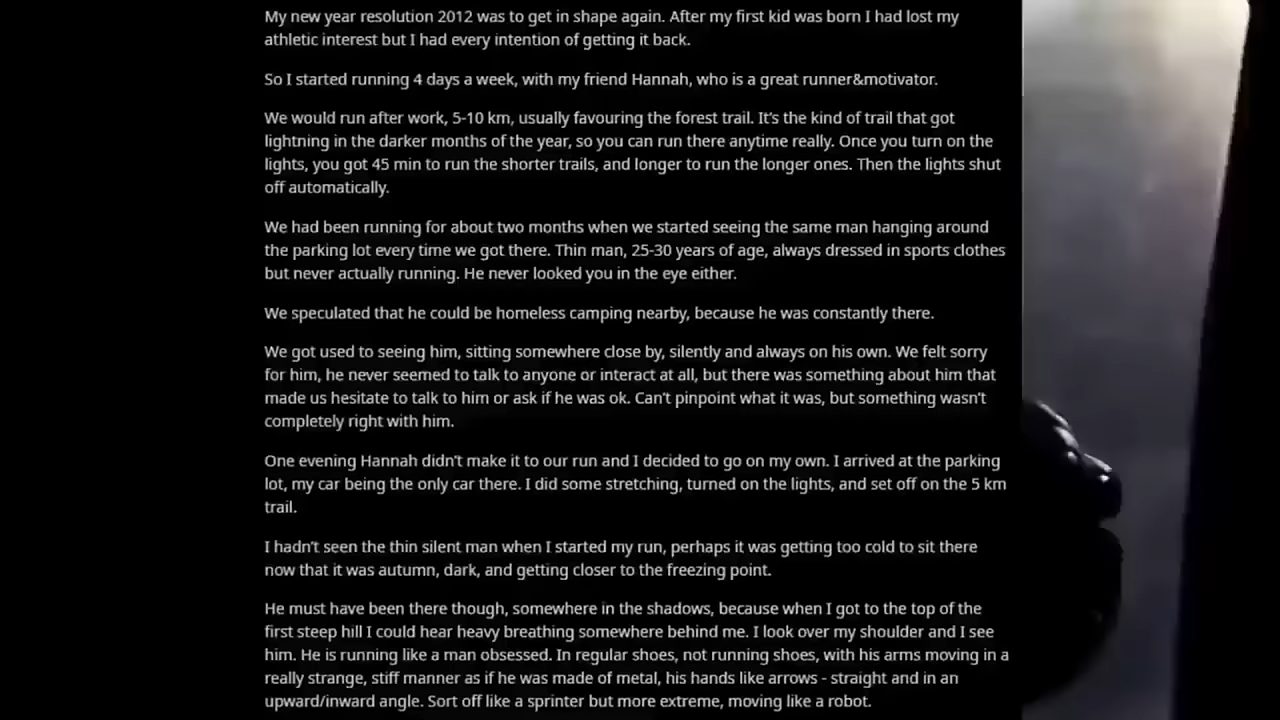 My new year resolution 2012 was to get in shape again. After my first kid was born I had lost my
athletic interest but I had every intention of getting it back.
So I started running 4 days a week, with my friend Hannah, who is a great runner&motivator.
We would run after work, 5-10 km, usually favouring the forest trail. It's the kind of trail that got
lightning in the darker months of the year, so you can run there anytime really. Once you turn on the
lights, you got 45 min to run the shorter trails, and longer to run the longer ones. Then the lights shut
off automatically.
We had been running for about two months when we started seeing the same man hanging around
the parking lot every time we got there. Thin man, 25-30 years of age, always dressed in sports clothes
but never actually running. He never looked you in the eye either.
We speculated that he could be homeless camping nearby, because he was constantly there.
We got used to seeing him, sitting somewhere close by, silently and always on his own. We felt sorry
for him, he never seemed to talk to anyone or interact at all, but there was something about him that
made us hesitate to talk to him or ask if he was ok. Can't pinpoint what it was, but something wasn't
completely right with him.
One evening Hannah didn't make it to our run and I decided to go on my own. I arrived at the parking
lot, my car being the only car there. I did some stretching, turned on the lights, and set off on the 5 km
trail.
I hadn't seen the thin silent man when I started my run, perhaps it was getting too cold to sit there
now that it was autumn, dark, and getting closer to the freezing point.
He must have been there though, somewhere in the shadows, because when I got to the top of the
first steep hill I could hear heavy breathing somewhere behind me. I look over my shoulder and I see
him. He is running like a man obsessed. In regular shoes, not running shoes, with his arms moving in a
really strange, stiff manner as if he was made of metal, his hands like arrows - straight and in an
upward/inward angle. Sort off like a sprinter but more extreme, moving like a robot.